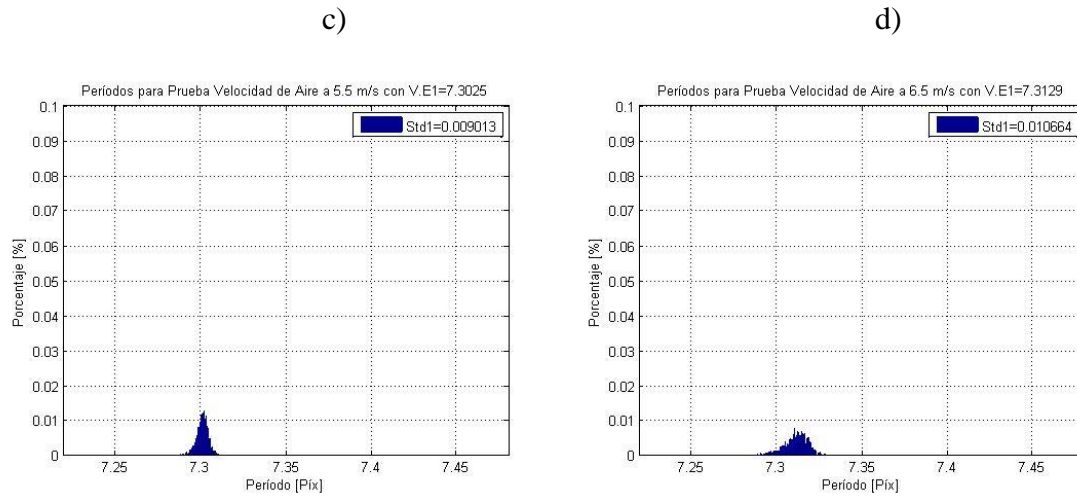 c)
d)
Períodos para Prueba Velocidad de Aire a 5.5 m/s con V.E1=7.3025
Std1=0.009013
Porcentaje [%]
0.1
0.09
0.08
0.07
0.06
0.05
0.04
0.03
0.02
0.01
0
7.25 7.3 7.35 7.4 7.45
Período [Píx]
Períodos para Prueba Velocidad de Aire a 6.5 m/s con V.E1=7.3129
Std1=0.010664
Porcentaje [%]
0.1
0.09
0.08
0.07
0.06
0.05
0.04
0.03
0.02
0.01
0
7.25 7.3 7.35 7.4 7.45
Período [Píx]